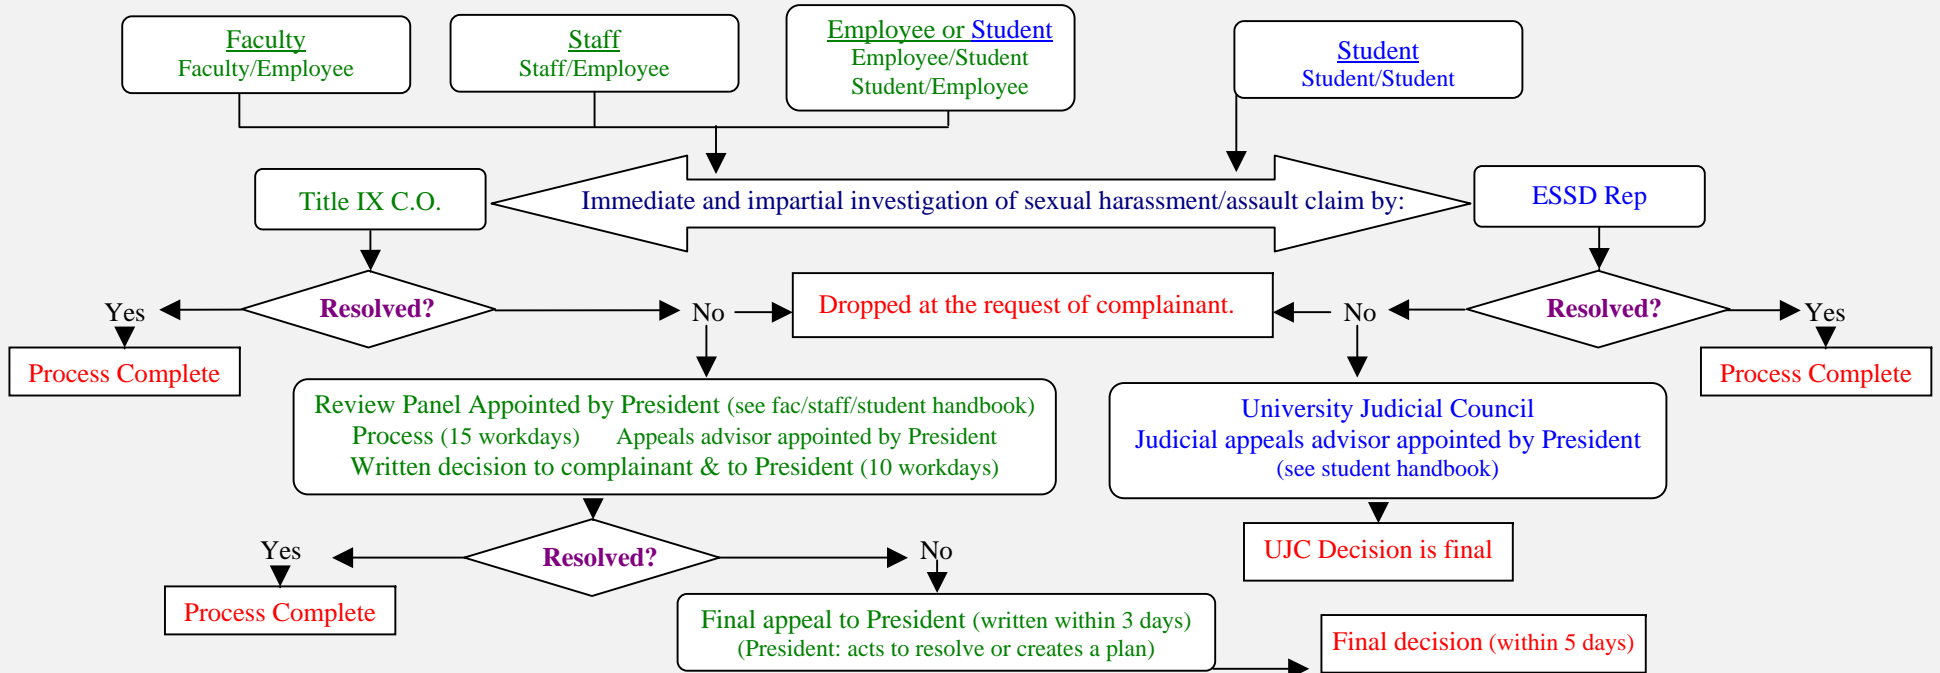 Faculty
Faculty/Employee
Staff
Staff/Employee
Employee or Student
Employee/Student
Student/Employee
Student
Student/Student
Title IX C.O.
Immediate and impartial investigation of sexual harassment/assault claim by:
ESSD Rep
Yes
Resolved?
No
Dropped at the request of complainant.
No
Resolved?
Yes
Process Complete
Process Complete
Review Panel Appointed by President (see fac/staff/student handbook)
Process (15 workdays) Appeals advisor appointed by President
Written decision to complainant & to President (10 workdays)
University Judicial Council
Judicial appeals advisor appointed by President
(see student handbook)
Yes
Resolved?
No
UJC Decision is final
Process Complete
Final appeal to President (written within 3 days)
(President: acts to resolve or creates a plan)
Final decision (within 5 days)